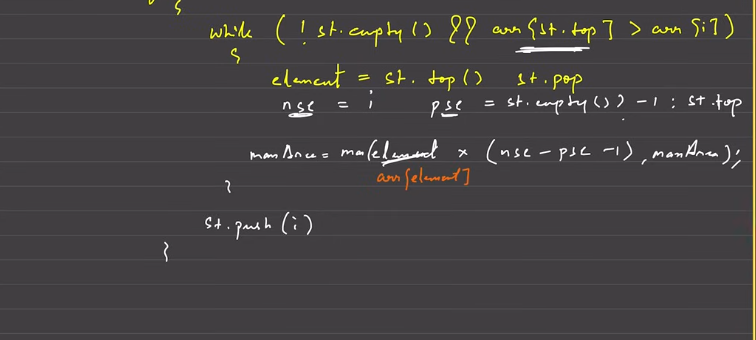 {
while ( ! st.empty() && arr[st.top] > arr[i])
{
element = st.top() st.pop
nse = i pse = st.empty() ? -1 : st.top
maxArea = max(element × (nse - pse - 1), maxArea);
arr[element]
}
st.push(i)
}